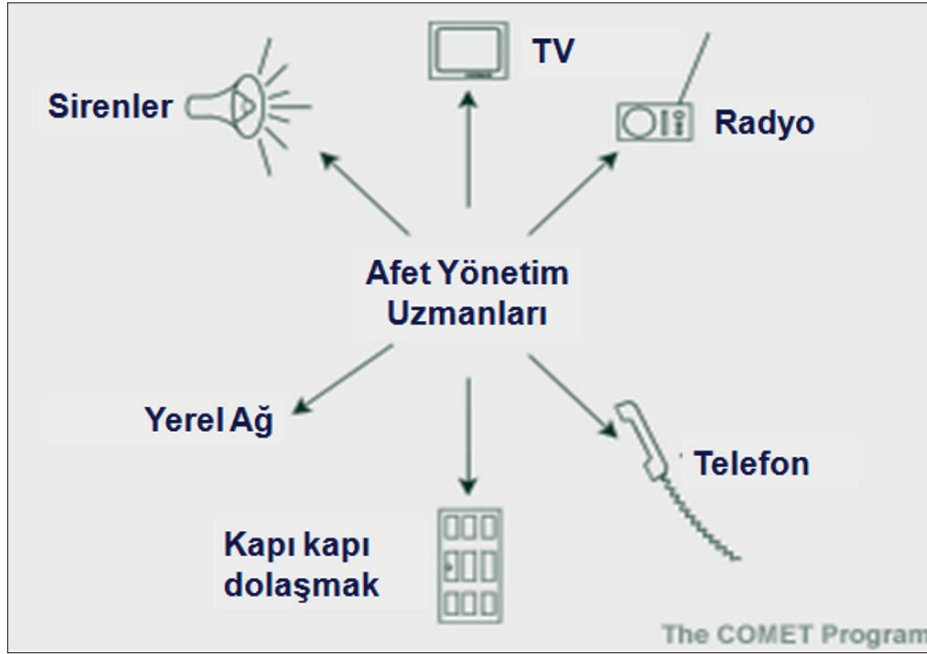 TV
Sirenler
Radyo
Afet Yönetim
Uzmanları
Yerel Ağ
Telefon
Kapı kapı
dolaşmak
The COMET Program